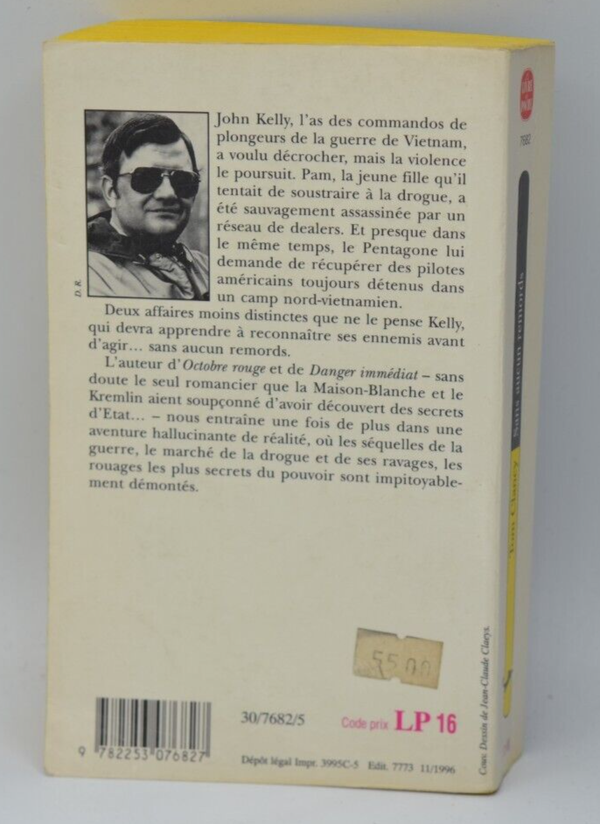 John Kelly, l'as des commandos de
plongeurs de la guerre de Vietnam,
a voulu décrocher, mais la violence
le poursuit. Pam, la jeune fille qu'il
tentait de soustraire à la drogue, a
été sauvagement assassinée par un
réseau de dealers. Et presque dans
le même temps, le Pentagone lui
demande de récupérer des pilotes
américains toujours détenus dans
un camp nord-vietnamien.
D. R.
Deux affaires moins distinctes que ne le pense Kelly,
qui devra apprendre à reconnaître ses ennemis avant
d'agir... sans aucun remords.
L'auteur d'Octobre rouge et de Danger immédiat – sans
doute le seul romancier que la Maison-Blanche et le
Kremlin aient soupçonné d'avoir découvert des secrets
d'Etat... – nous entraîne une fois de plus dans une
aventure hallucinante de réalité, où les séquelles de la
guerre, le marché de la drogue et de ses ravages, les
rouages les plus secrets du pouvoir sont impitoyable-
ment démontés.
55.00
30/7682/5
Code prix LP 16
9 782253 076827
Dépôt légal Impr. 3995C-5 Edit. 7773 11/1996
Couv. Dessin de Jean-Claude Claeys.
LE LIVRE DE POCHE
7682
Sans aucun remords
Tom Clancy